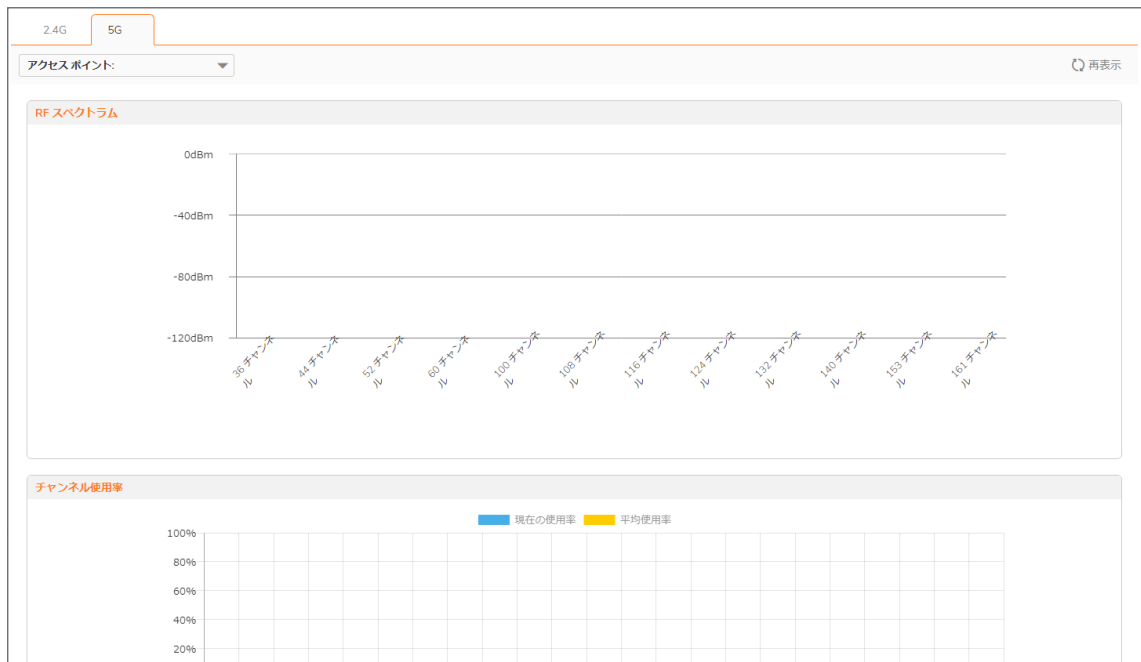 2.4G
5G
アクセス ポイント:
再表示
RF スペクトラム
0dBm
-40dBm
-80dBm
-120dBm
36 チャンネ
ル
44 チャンネ
ル
52 チャンネ
ル
60 チャンネ
ル
100 チャンネ
ル
108 チャンネ
ル
116 チャンネ
ル
124 チャンネ
ル
132 チャンネ
ル
140 チャンネ
ル
153 チャンネ
ル
161 チャンネ
ル
チャンネル使用率
現在の使用率
平均使用率
100%
80%
60%
40%
20%